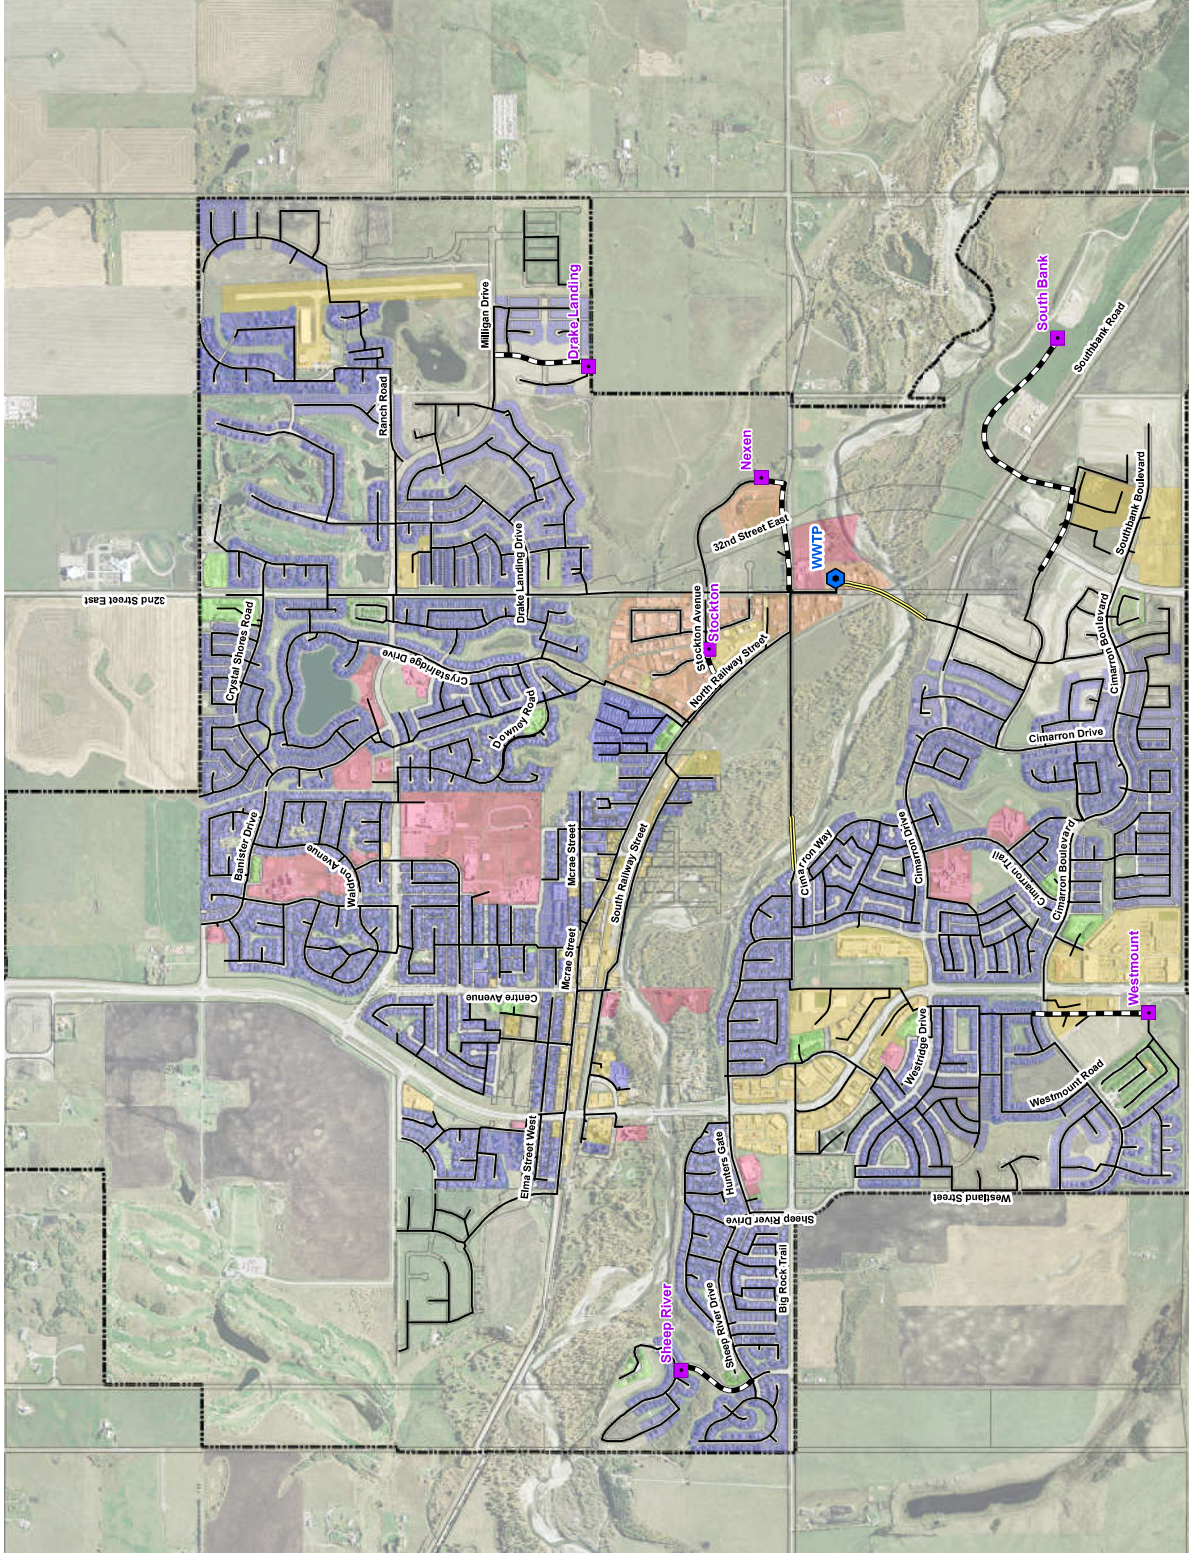 32nd Street East
Crystal Shores Road
Banister Drive
Waldron Avenue
Ranch Road
Milligan Drive
Drake Landing
Drake Landing Drive
Crystalridge Drive
Downey Road
Mcrae Street
Mcrae Street
Centre Avenue
Elma Street West
South Railway Street
North Railway Street
Stockton Avenue
Stockton
32nd Street East
Nexen
WWTP
South Bank
Southbank Road
Southbank Boulevard
Cimarron Boulevard
Cimarron Drive
Cimarron Way
Cimarron Drive
Cimarron Trail
Cimarron Boulevard
Westmount
Westmount Road
Westridge Drive
Westland Street
Hunters Gate
Sheep River Drive
Big Rock Trail
Sheep River Drive
Sheep River